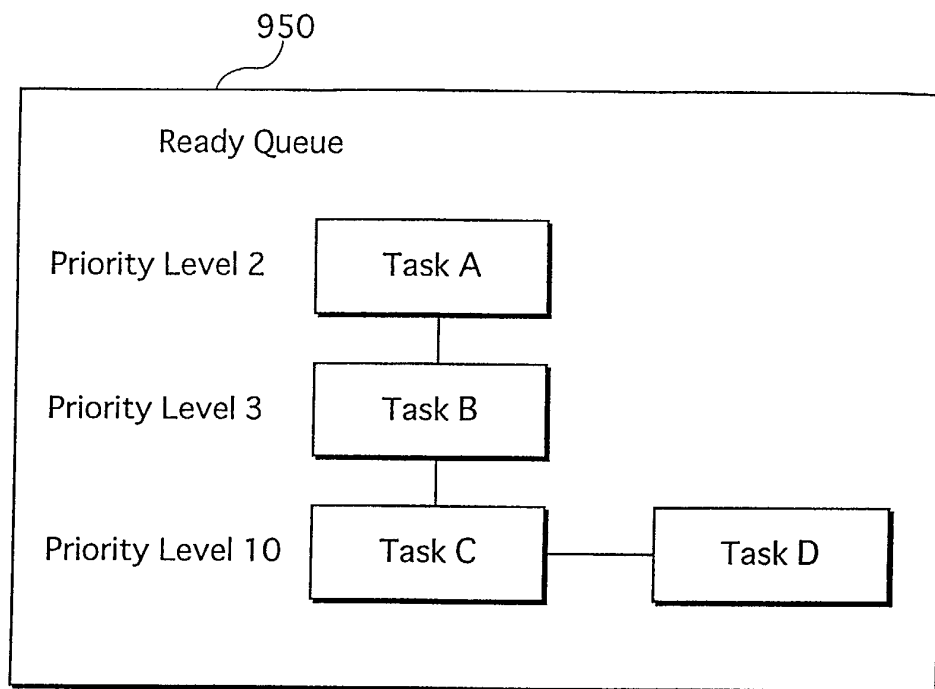 950
Ready Queue
Priority Level 2 Task A
Priority Level 3 Task B
Priority Level 10 Task C Task D